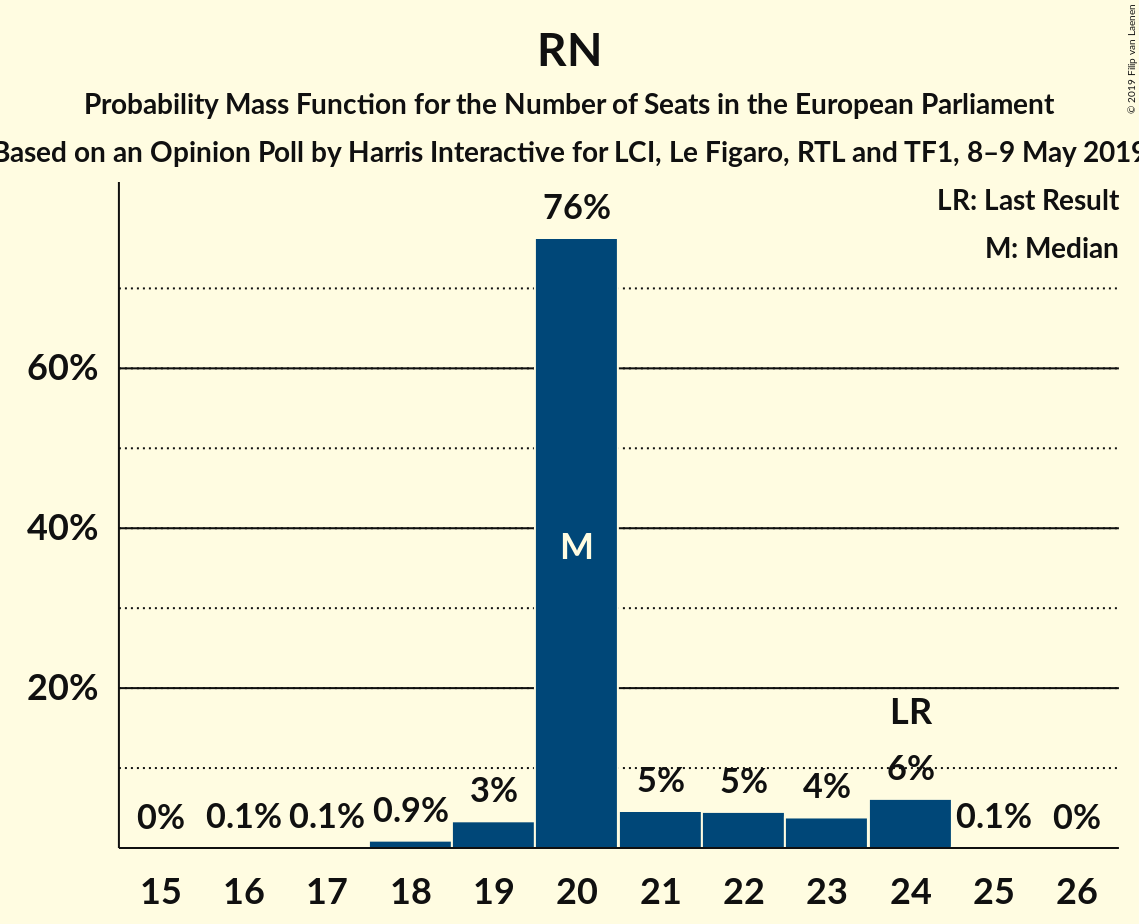 RN
Probability Mass Function for the Number of Seats in the European Parliament
Based on an Opinion Poll by Harris Interactive for LCI, Le Figaro, RTL and TF1, 8–9 May 2019
© 2019 Filip van Laenen
LR: Last Result
M: Median
76%
60%
40%
M
20%
LR
0% 0.1% 0.1% 0.9% 3% 5% 5% 4% 6% 0.1% 0%
15 16 17 18 19 20 21 22 23 24 25 26